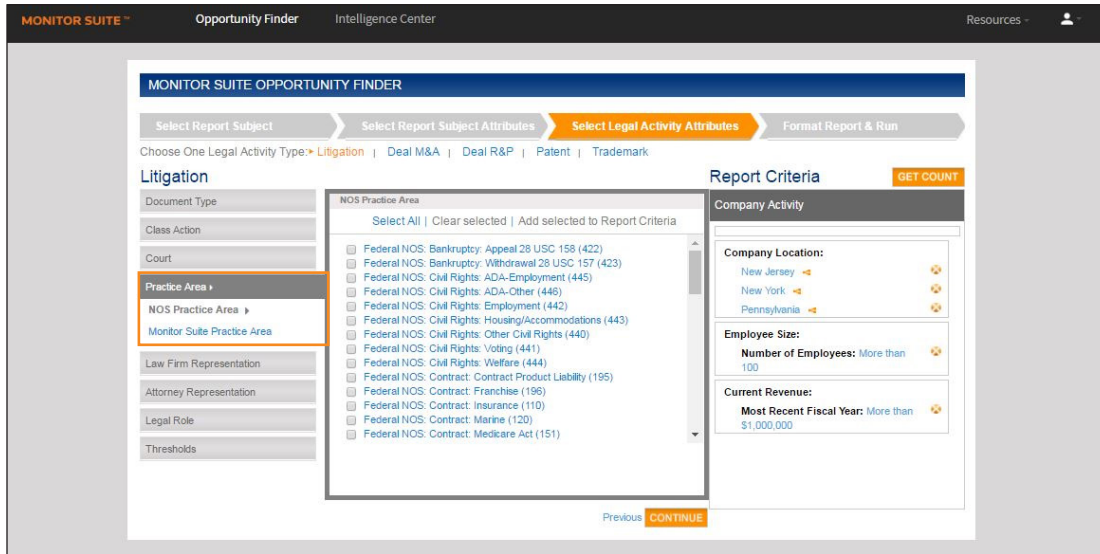 MONITOR SUITE ™ Opportunity Finder Intelligence Center Resources
MONITOR SUITE OPPORTUNITY FINDER
Select Report Subject Select Report Subject Attributes Select Legal Activity Attributes Format Report & Run
Choose One Legal Activity Type: Litigation | Deal M&A | Deal R&P | Patent | Trademark
Litigation
Document Type
Class Action
Court
Practice Area
NOS Practice Area
Monitor Suite Practice Area
Law Firm Representation
Attorney Representation
Legal Role
Thresholds
NOS Practice Area
Select All | Clear selected | Add selected to Report Criteria
Federal NOS: Bankruptcy: Appeal 28 USC 158 (422)
Federal NOS: Bankruptcy: Withdrawal 28 USC 157 (423)
Federal NOS: Civil Rights: ADA-Employment (445)
Federal NOS: Civil Rights: ADA-Other (446)
Federal NOS: Civil Rights: Employment (442)
Federal NOS: Civil Rights: Housing/Accommodations (443)
Federal NOS: Civil Rights: Other Civil Rights (440)
Federal NOS: Civil Rights: Voting (441)
Federal NOS: Civil Rights: Welfare (444)
Federal NOS: Contract: Contract Product Liability (195)
Federal NOS: Contract: Franchise (196)
Federal NOS: Contract: Insurance (110)
Federal NOS: Contract: Marine (120)
Federal NOS: Contract: Medicare Act (151)
Previous CONTINUE
Report Criteria GET COUNT
Company Activity
Company Location:
New Jersey
New York
Pennsylvania
Employee Size:
Number of Employees: More than
100
Current Revenue:
Most Recent Fiscal Year: More than
$1,000,000